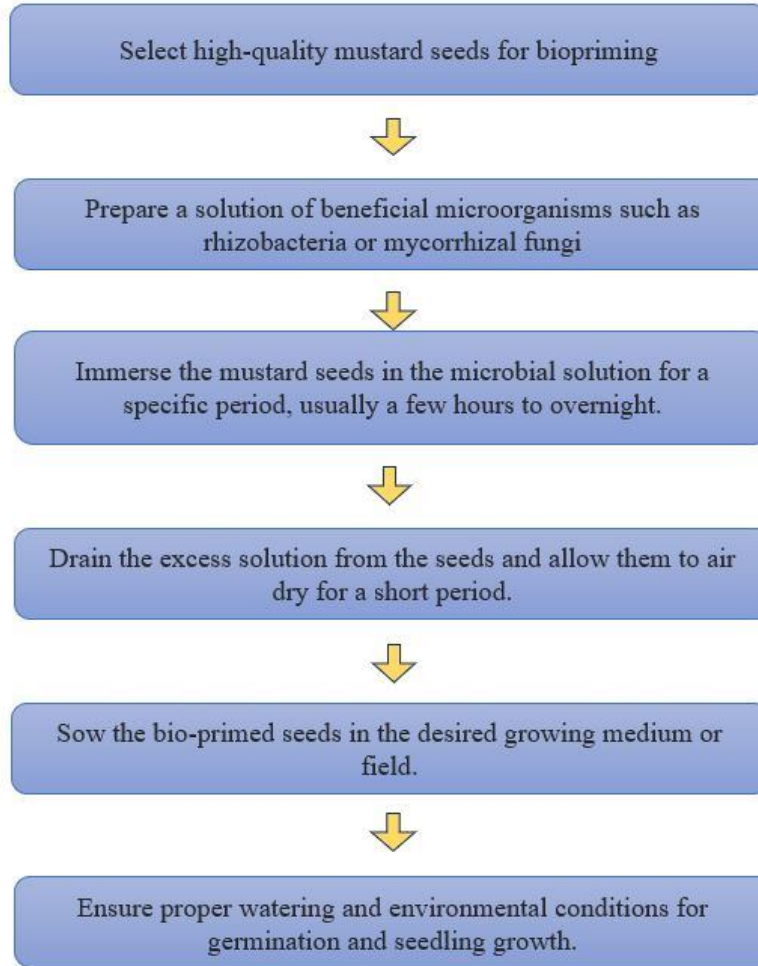 Select high-quality mustard seeds for biopriming
Prepare a solution of beneficial microorganisms such as
rhizobacteria or mycorrhizal fungi
Immerse the mustard seeds in the microbial solution for a
specific period, usually a few hours to overnight.
Drain the excess solution from the seeds and allow them to air
dry for a short period.
Sow the bio-primed seeds in the desired growing medium or
field.
Ensure proper watering and environmental conditions for
germination and seedling growth.